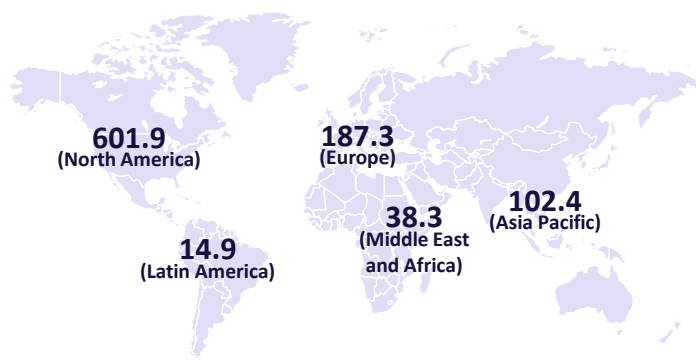 601.9
(North America)
187.3
(Europe)
102.4
(Asia Pacific)
38.3
(Middle East
and Africa)
14.9
(Latin America)